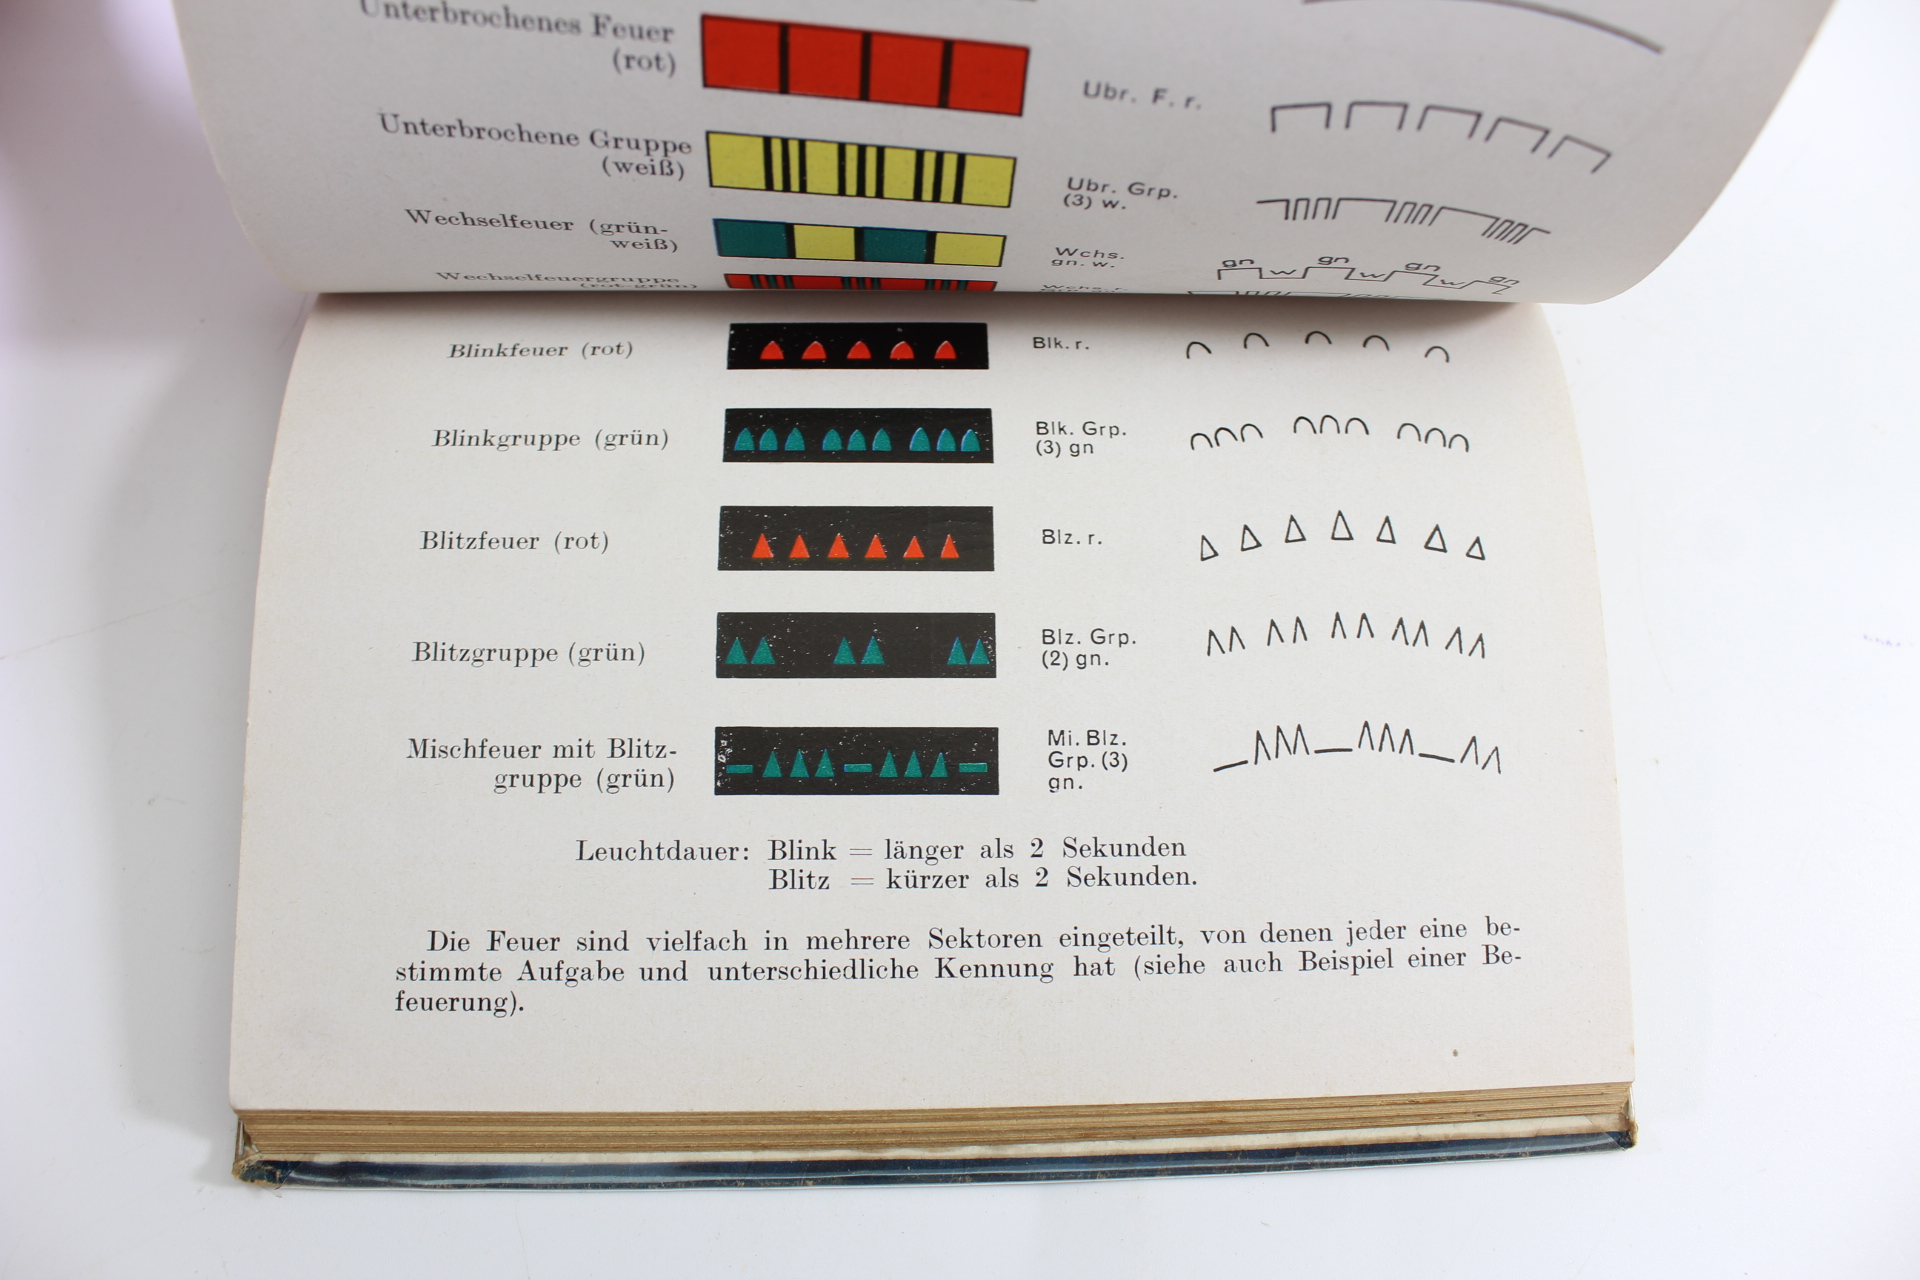 Unterbrochenes Feuer
(rot)
Ubr. F. r.
Unterbrochene Gruppe
(weiß)
Ubr. Grp.
(3) w.
Wechselfeuer (grün-
weiß)
Wchs.
gn. w.
gn w gn w gn w gn
Wechselfeuergruppe
(rot-grün)
Wchs. r.
Blinkfeuer (rot)
Blk. r.
Blinkgruppe (grün)
Blk. Grp.
(3) gn
Blitzfeuer (rot)
Blz. r.
Blitzgruppe (grün)
Blz. Grp.
(2) gn.
Mischfeuer mit Blitz-
gruppe (grün)
Mi. Blz.
Grp. (3)
gn.
Leuchtdauer: Blink = länger als 2 Sekunden
Blitz = kürzer als 2 Sekunden.
Die Feuer sind vielfach in mehrere Sektoren eingeteilt, von denen jeder eine be-
stimmte Aufgabe und unterschiedliche Kennung hat (siehe auch Beispiel einer Be-
feuerung).